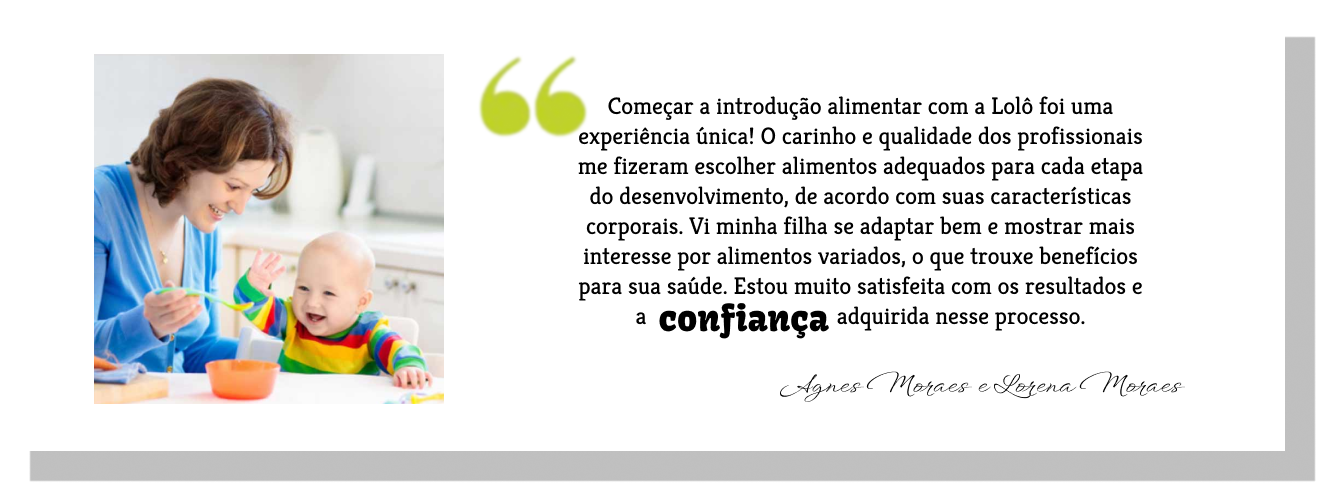 “
Começar a introdução alimentar com a Lolô foi uma
experiência única! O carinho e qualidade dos profissionais
me fizeram escolher alimentos adequados para cada etapa
do desenvolvimento, de acordo com suas características
corporais. Vi minha filha se adaptar bem e mostrar mais
interesse por alimentos variados, o que trouxe benefícios
para sua saúde. Estou muito satisfeita com os resultados e
a confiança adquirida nesse processo.
Agnes Moraes e Lorena Moraes